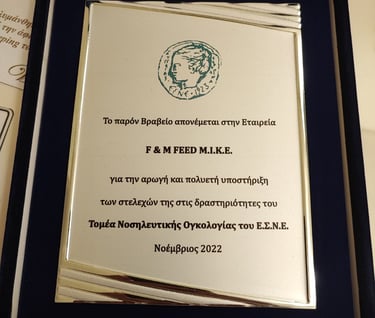 Το παρόν Βραβείο απονέμεται στην Εταιρεία
F & M FEED Μ.Ι.Κ.Ε.
για την αρωγή και πολυετή υποστήριξη
των στελεχών της στις δραστηριότητες του
Τομέα Νοσηλευτικής Ογκολογίας του Ε.Σ.Ν.Ε.
Νοέμβριος 2022